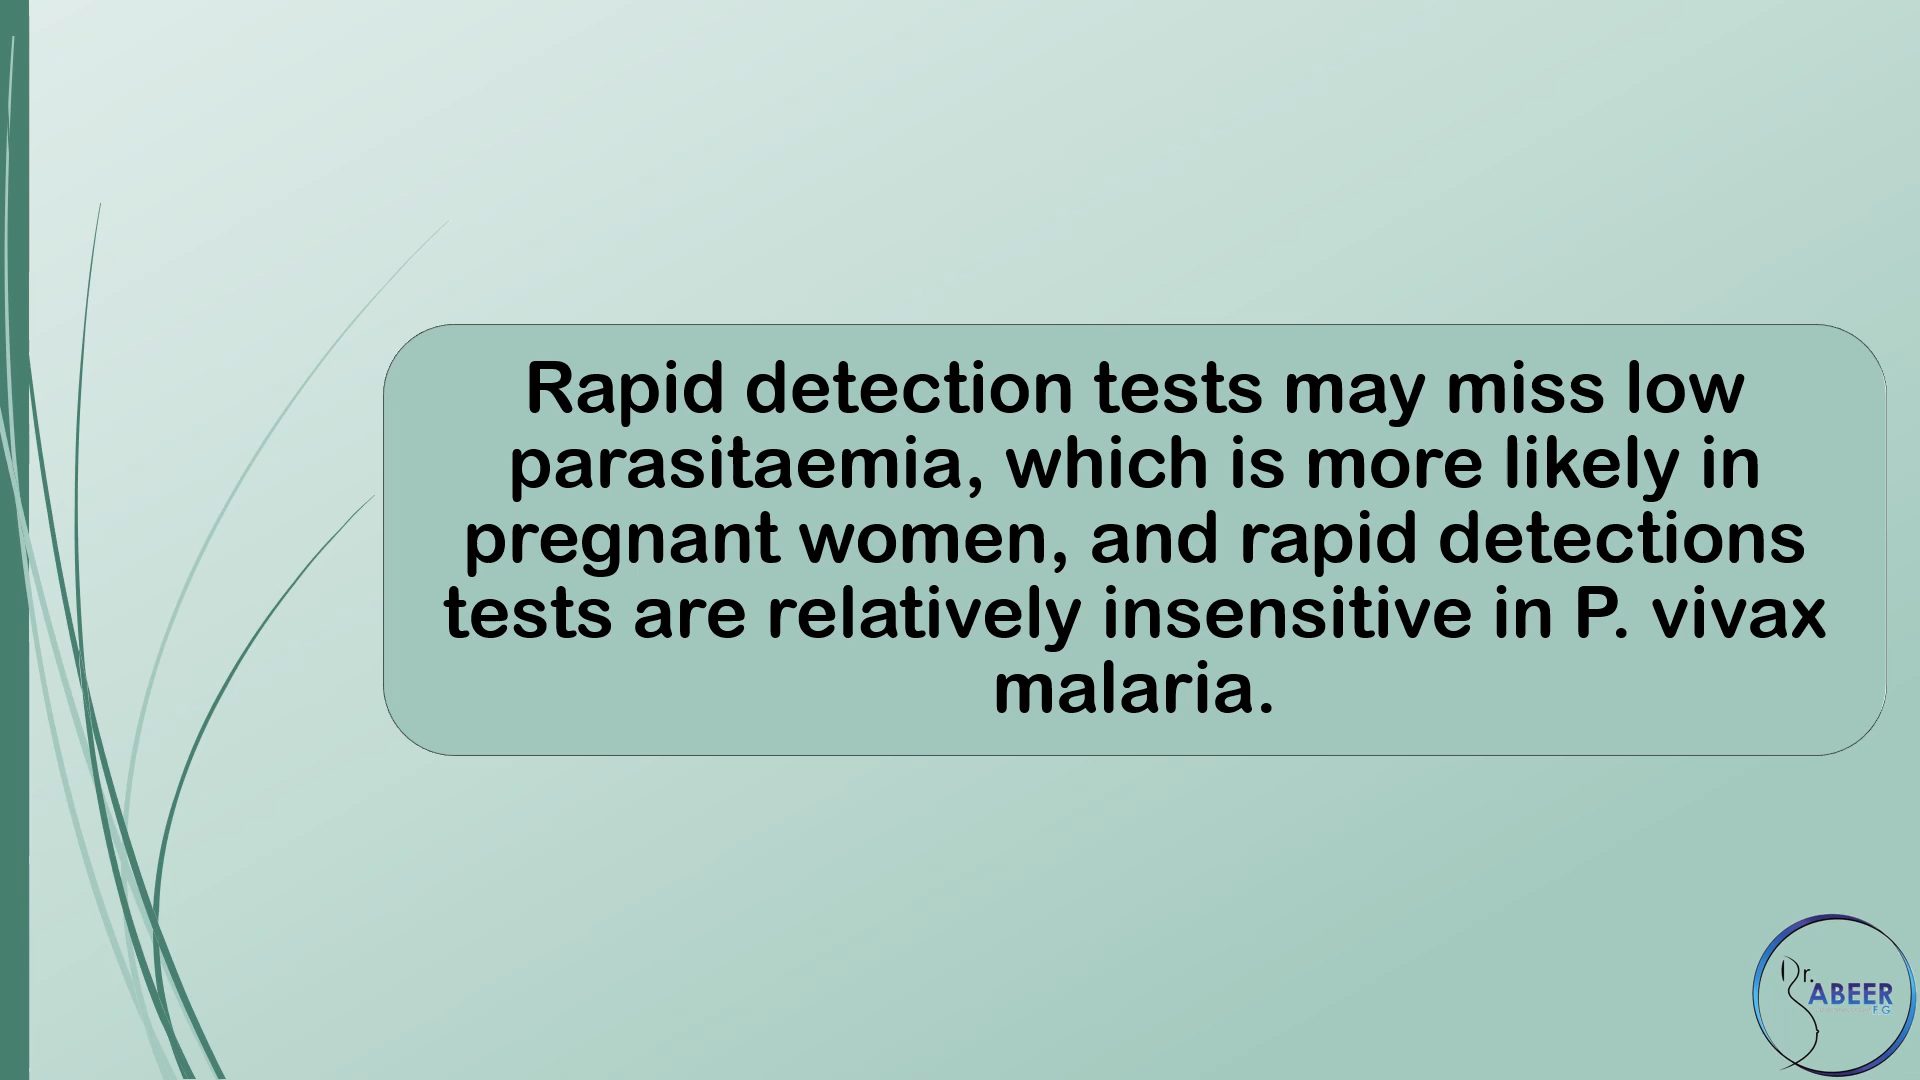 Rapid detection tests may miss low
parasitaemia, which is more likely in
pregnant women, and rapid detections
tests are relatively insensitive in P. vivax
malaria.
Dr.
ABEER
F.G